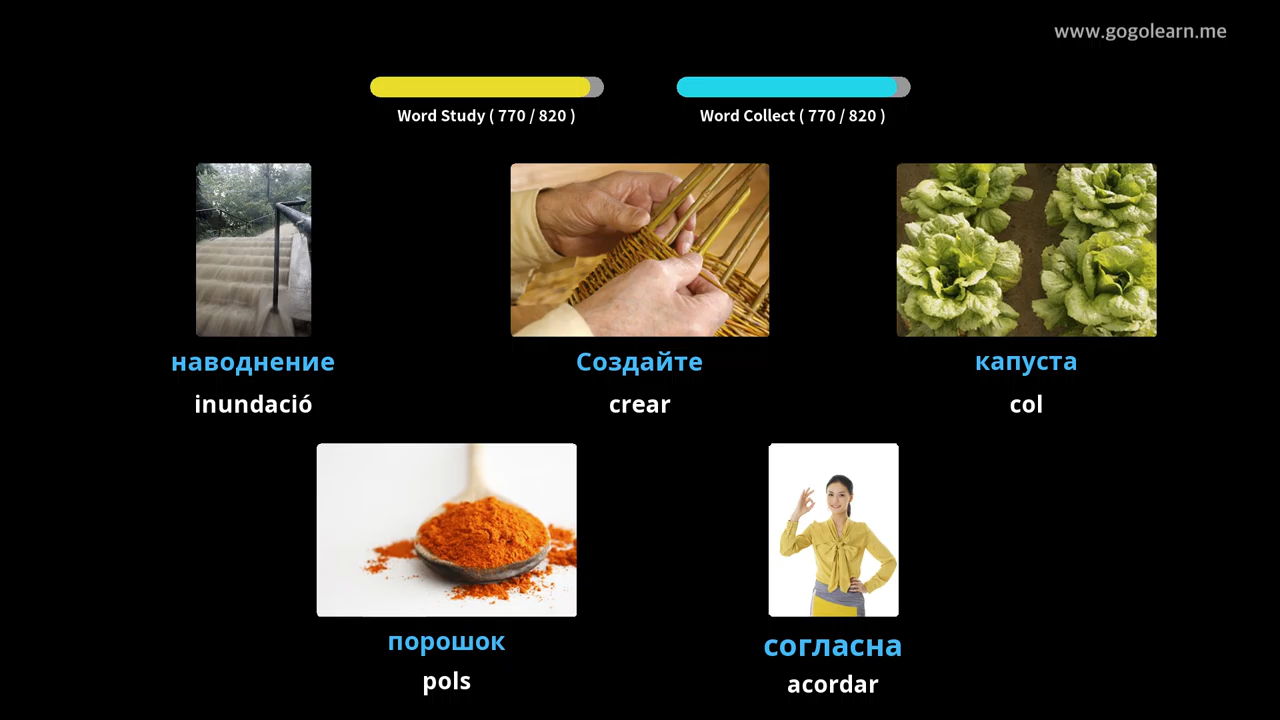 www.gogolearn.me
Word Study ( 770 / 820 )
Word Collect ( 770 / 820 )
наводнение
Создайте
капуста
inundació
crear
col
порошок
согласна
pols
acordar